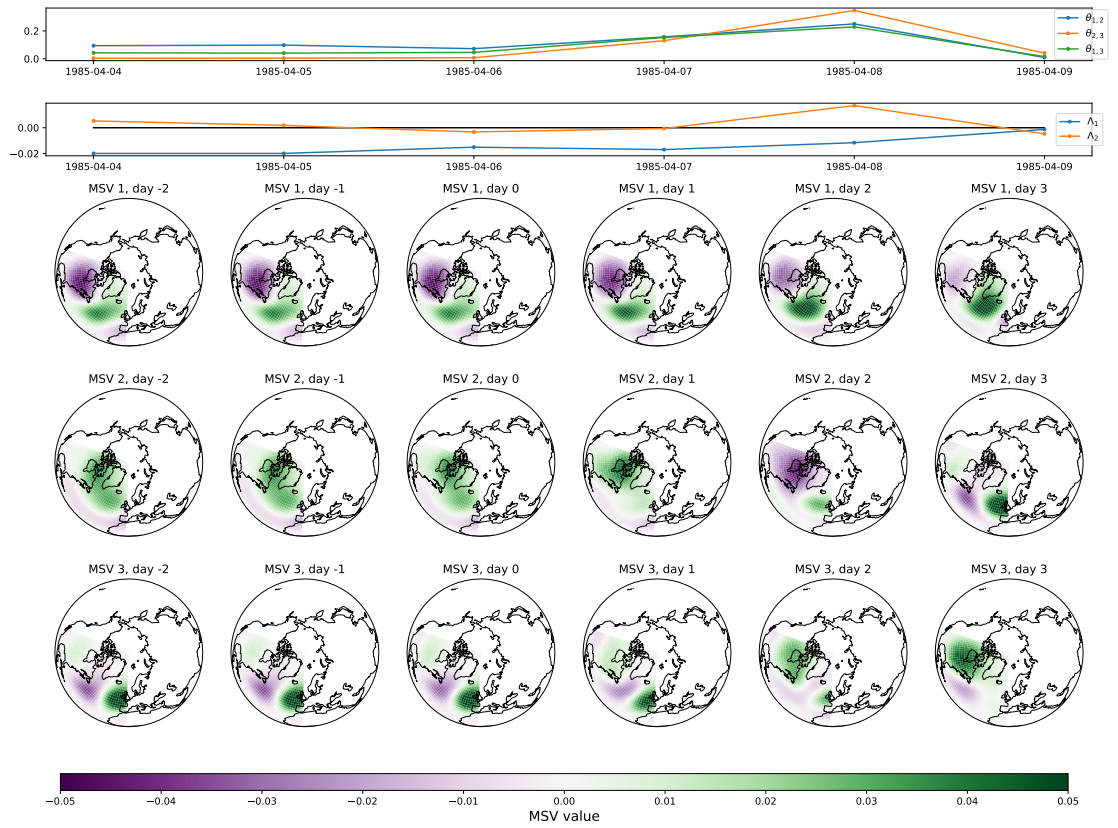 0.2
0.0
θ1,2
θ2,3
θ1,3
1985-04-04 1985-04-05 1985-04-06 1985-04-07 1985-04-08 1985-04-09
0.00
−0.02
Λ1
Λ2
1985-04-04 1985-04-05 1985-04-06 1985-04-07 1985-04-08 1985-04-09
MSV 1, day -2 MSV 1, day -1 MSV 1, day 0 MSV 1, day 1 MSV 1, day 2 MSV 1, day 3
MSV 2, day -2 MSV 2, day -1 MSV 2, day 0 MSV 2, day 1 MSV 2, day 2 MSV 2, day 3
MSV 3, day -2 MSV 3, day -1 MSV 3, day 0 MSV 3, day 1 MSV 3, day 2 MSV 3, day 3
−0.05 −0.04 −0.03 −0.02 −0.01 0.00 0.01 0.02 0.03 0.04 0.05
MSV value